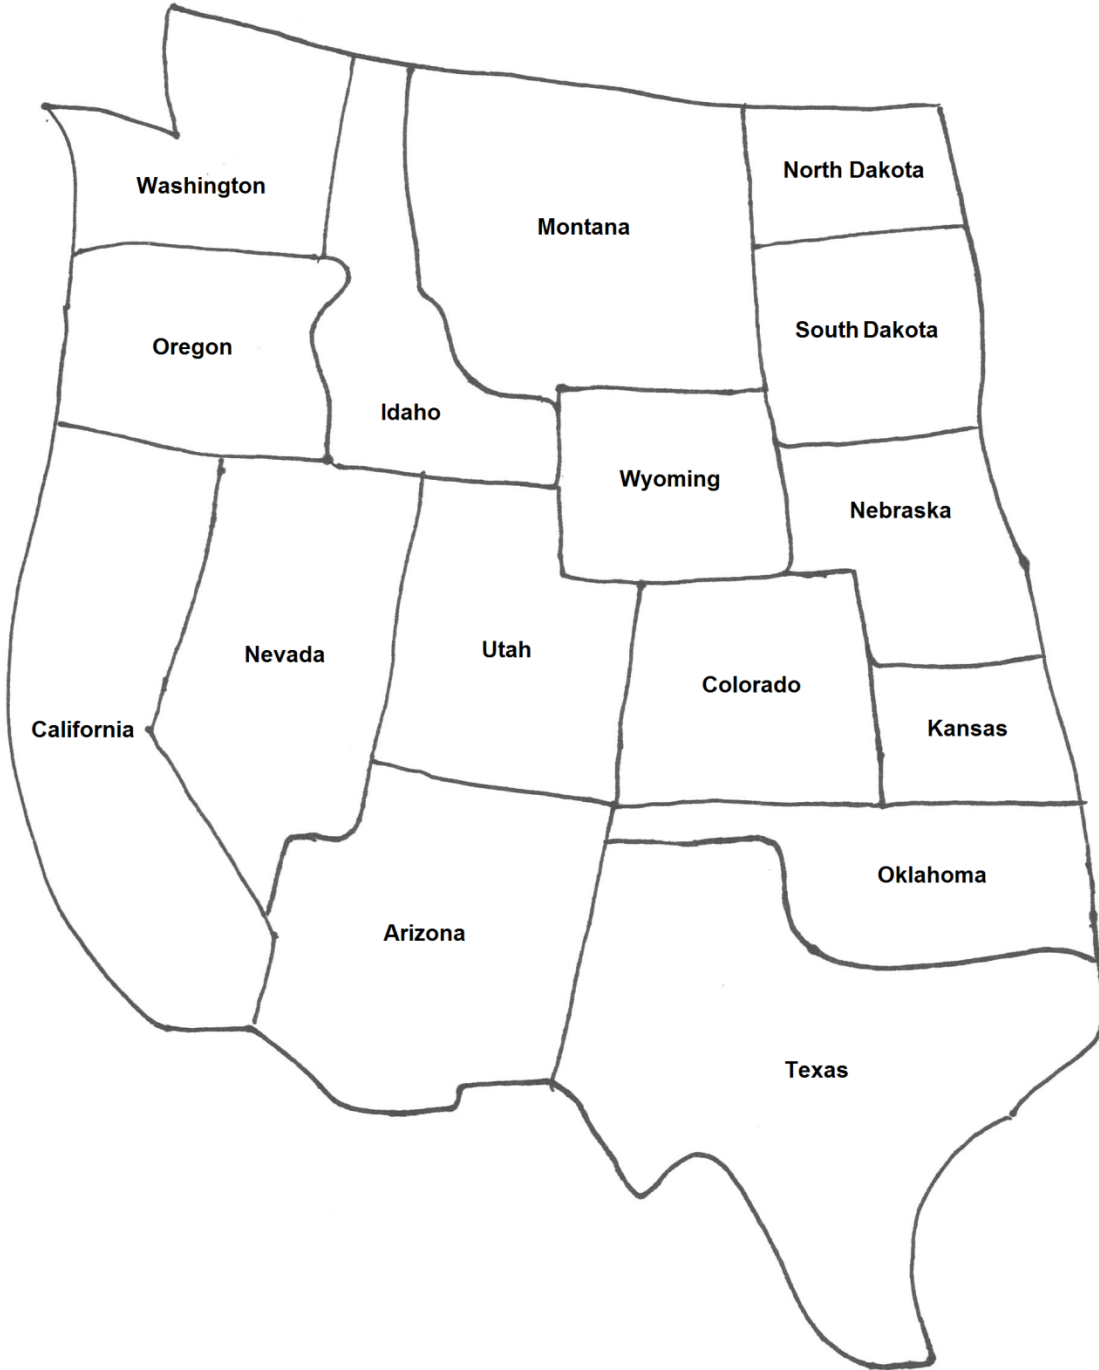 Washington
North Dakota
Montana
South Dakota
Oregon
Idaho
Wyoming
Nebraska
Utah
Nevada
Colorado
California
Kansas
Oklahoma
Arizona
Texas